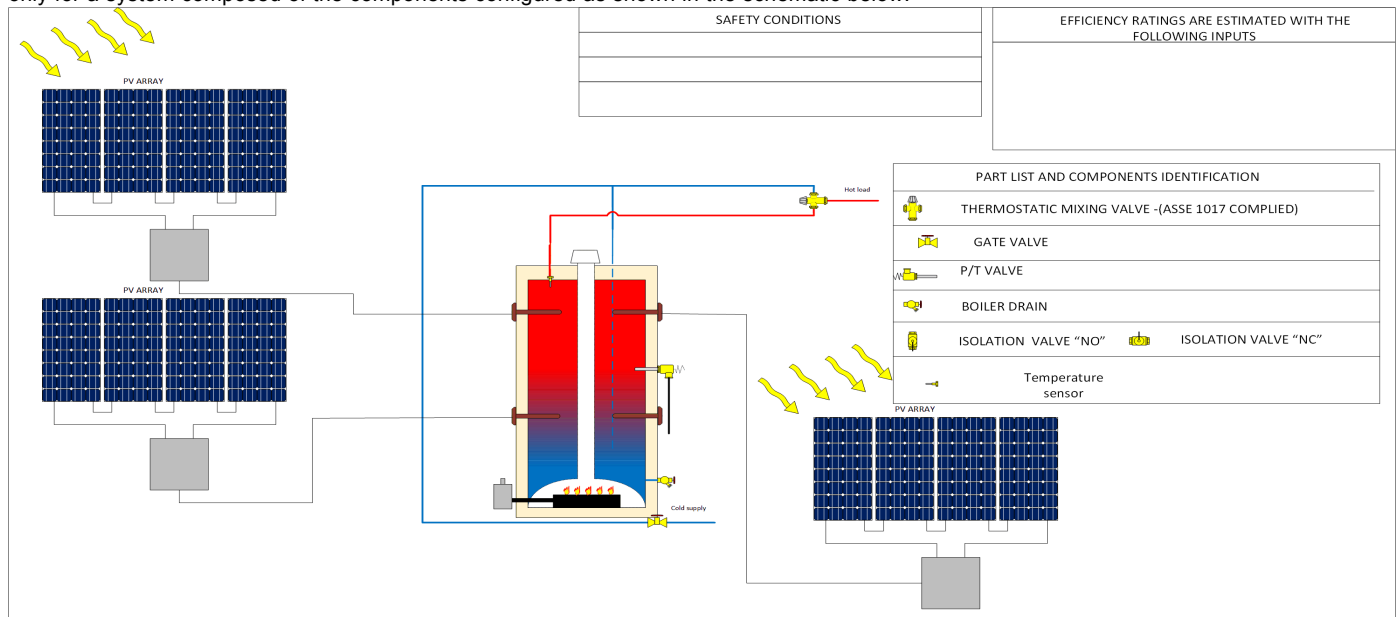 only for a system composed of the components configured as shown in the schematic below.
SAFETY CONDITIONS
EFFICIENCY RATINGS ARE ESTIMATED WITH THE
FOLLOWING INPUTS
PV ARRAY
PART LIST AND COMPONENTS IDENTIFICATION
THERMOSTATIC MIXING VALVE -(ASSE 1017 COMPLIED)
GATE VALVE
P/T VALVE
BOILER DRAIN
ISOLATION VALVE "NO"
ISOLATION VALVE "NC"
Temperature
sensor
Hot load
PV ARRAY
PV ARRAY
Cold supply